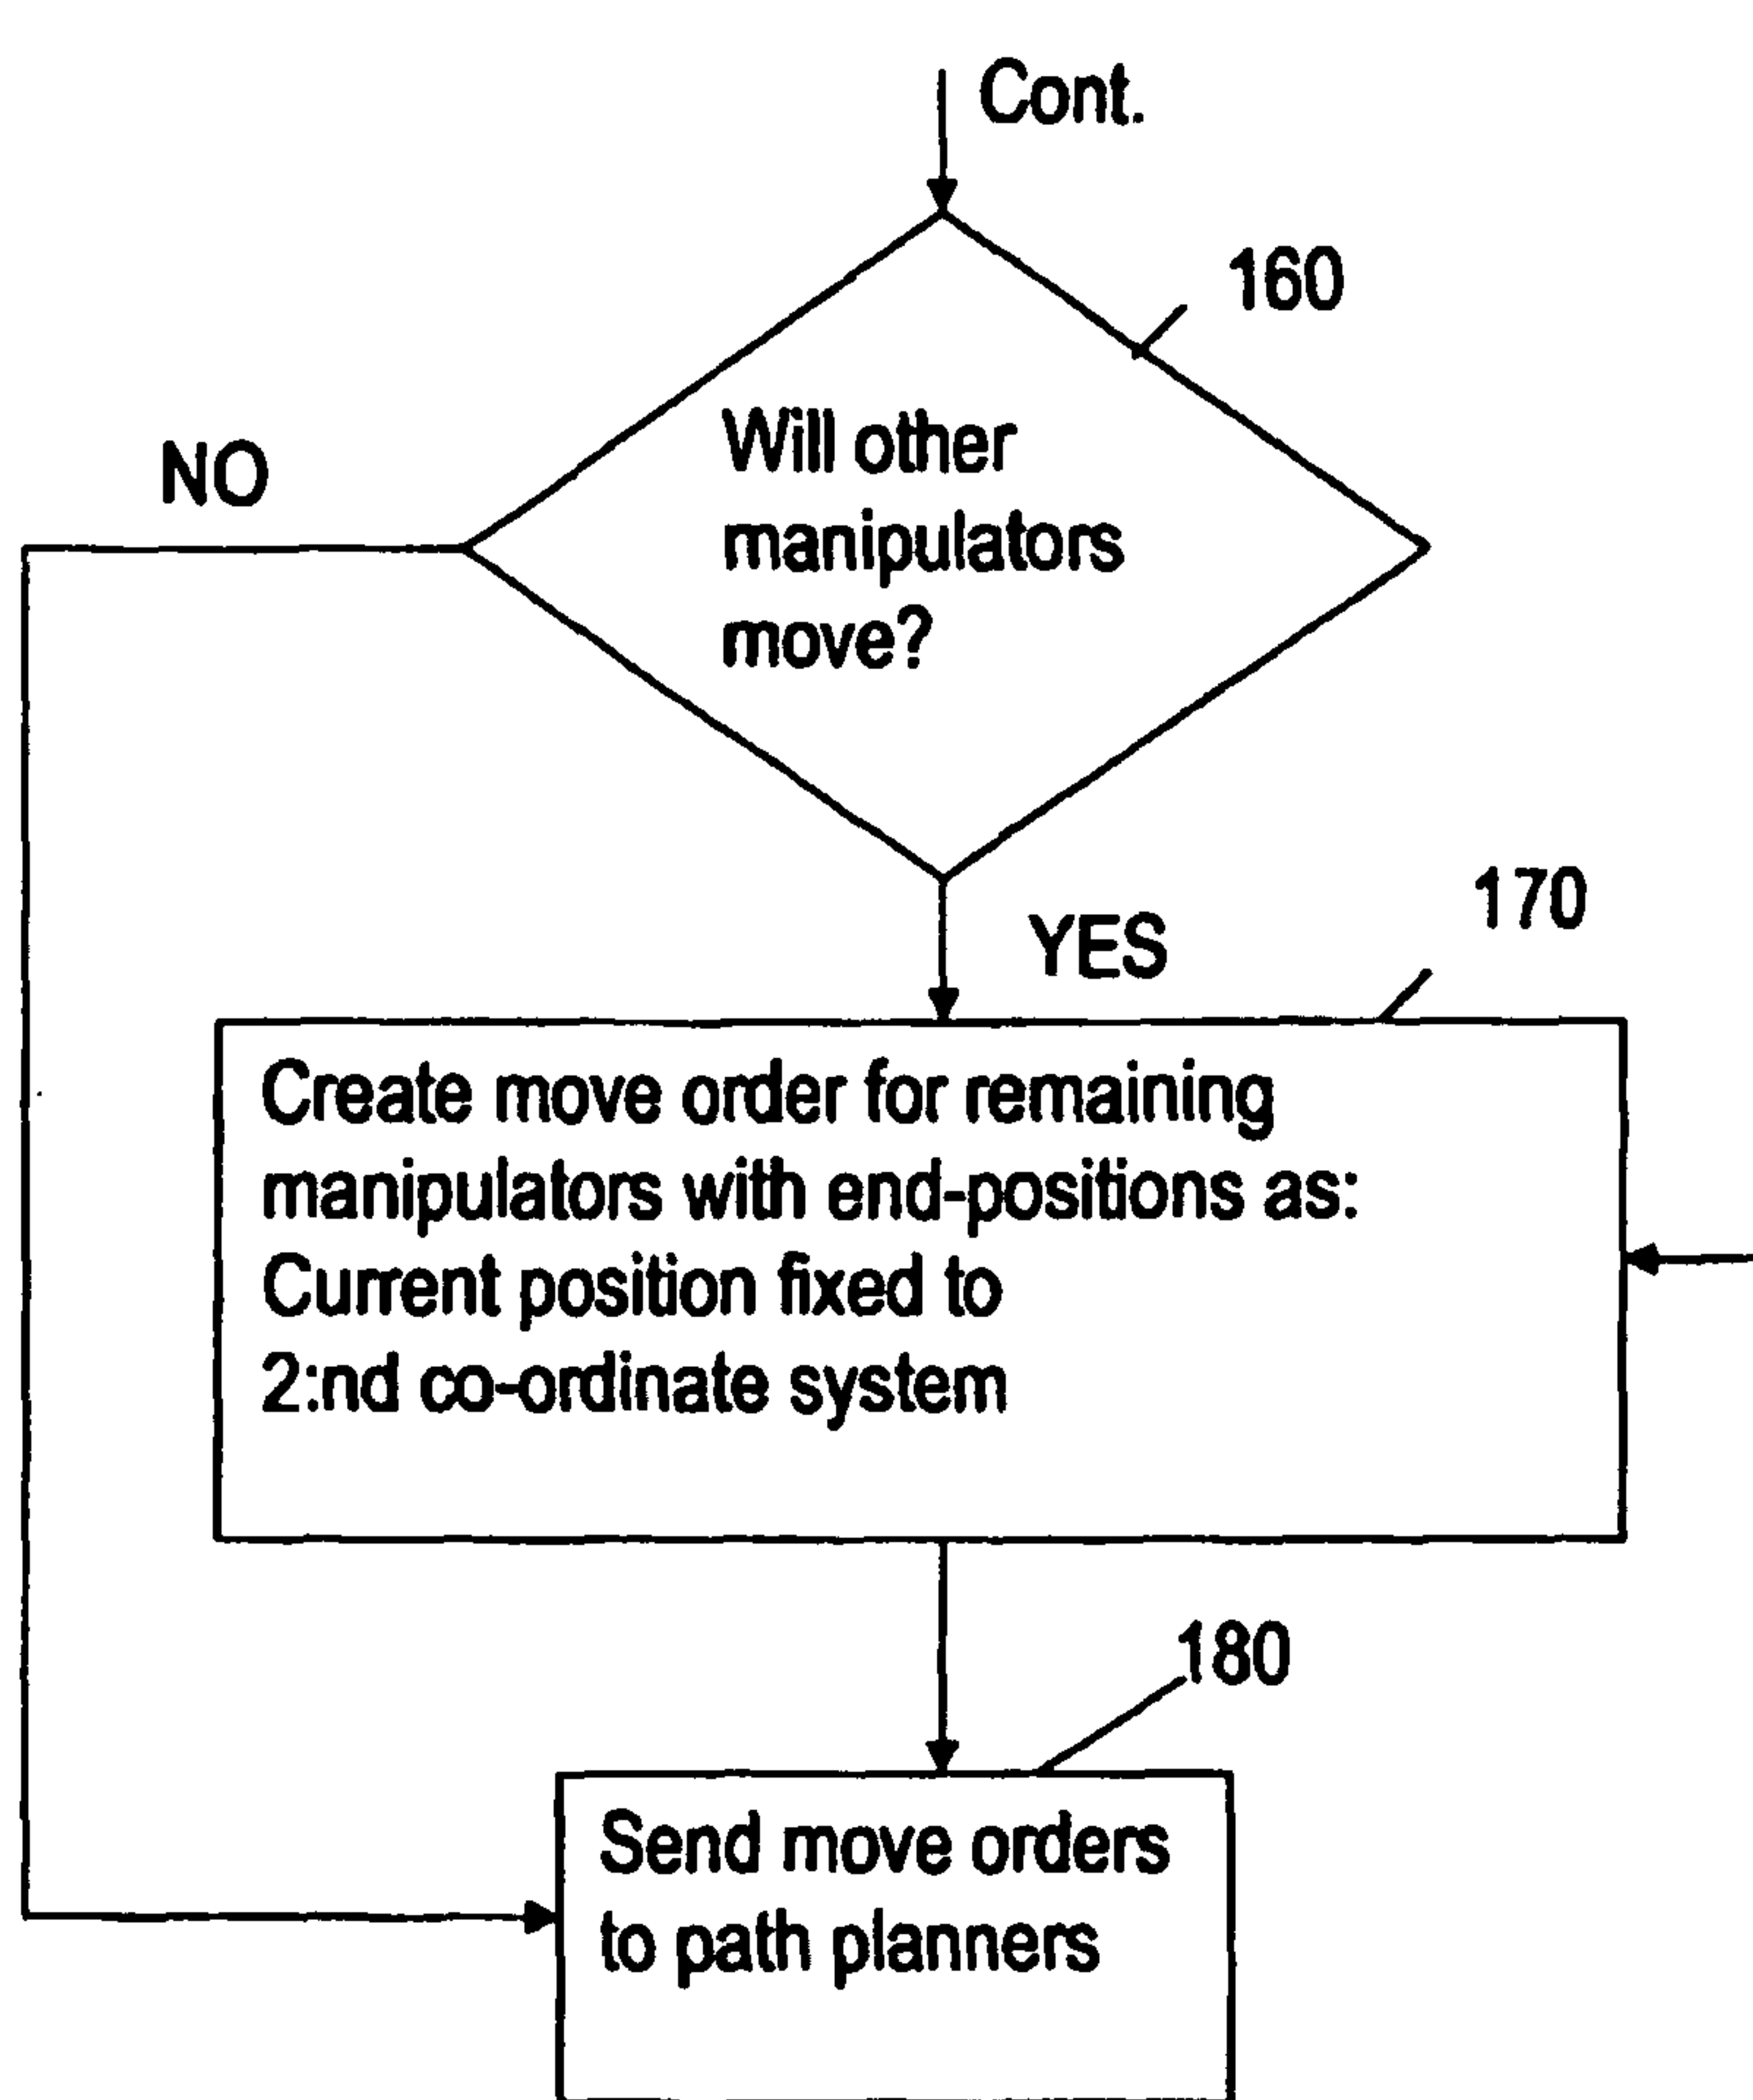 Cont.
160
Will other
manipulators
move?
NO
170
YES
Create move order for remaining
manipulators with end-positions as:
Current position fixed to
2:nd co-ordinate system
180
Send move orders
to path planners